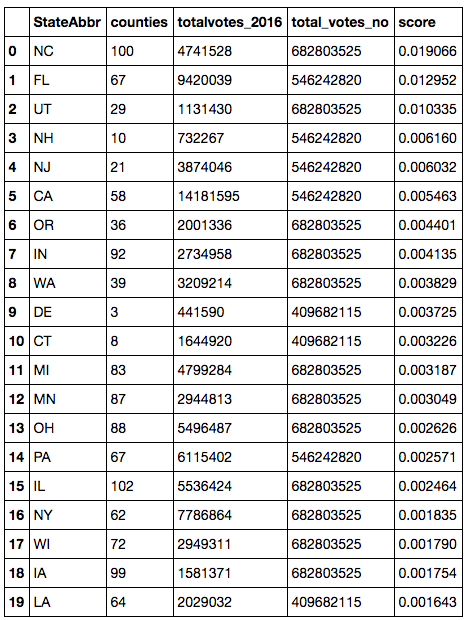 StateAbbr counties totalvotes_2016 total_votes_no score
0 NC 100 4741528 682803525 0.019066
1 FL 67 9420039 546242820 0.012952
2 UT 29 1131430 682803525 0.010335
3 NH 10 732267 546242820 0.006160
4 NJ 21 3874046 546242820 0.006032
5 CA 58 14181595 546242820 0.005463
6 OR 36 2001336 682803525 0.004401
7 IN 92 2734958 682803525 0.004135
8 WA 39 3209214 682803525 0.003829
9 DE 3 441590 409682115 0.003725
10 CT 8 1644920 409682115 0.003226
11 MI 83 4799284 682803525 0.003187
12 MN 87 2944813 682803525 0.003049
13 OH 88 5496487 682803525 0.002626
14 PA 67 6115402 546242820 0.002571
15 IL 102 5536424 682803525 0.002464
16 NY 62 7786864 682803525 0.001835
17 WI 72 2949311 682803525 0.001790
18 IA 99 1581371 682803525 0.001754
19 LA 64 2029032 409682115 0.001643